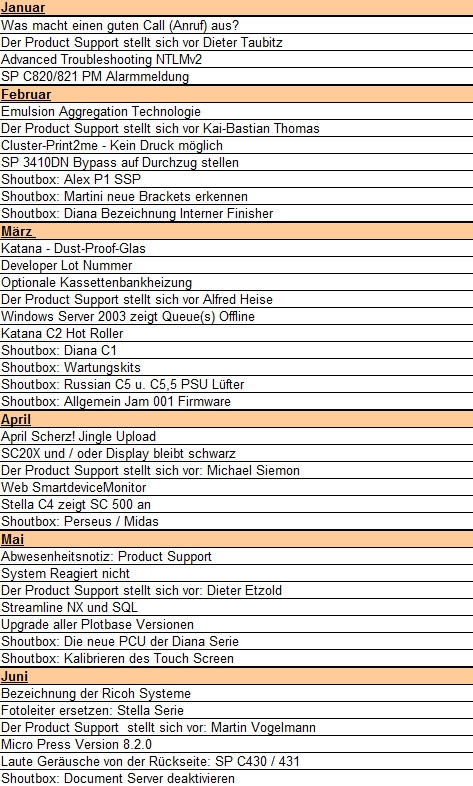 Januar
Was macht einen guten Call (Anruf) aus?
Der Product Support stellt sich vor Dieter Taubitz
Advanced Troubleshooting NTLMv2
SP C820/821 PM Alarmmeldung
Februar
Emulsion Aggregation Technologie
Der Product Support stellt sich vor Kai-Bastian Thomas
Cluster-Print2me - Kein Druck möglich
SP 3410DN Bypass auf Durchzug stellen
Shoutbox: Alex P1 SSP
Shoutbox: Martini neue Brackets erkennen
Shoutbox: Diana Bezeichnung Interner Finisher
März
Katana - Dust-Proof-Glas
Developer Lot Nummer
Optionale Kassettenbankheizung
Der Product Support stellt sich vor Alfred Heise
Windows Server 2003 zeigt Queue(s) Offline
Katana C2 Hot Roller
Shoutbox: Diana C1
Shoutbox: Wartungskits
Shoutbox: Russian C5 u. C5,5 PSU Lüfter
Shoutbox: Allgemein Jam 001 Firmware
April
April Scherz! Jingle Upload
SC20X und / oder Display bleibt schwarz
Der Product Support stellt sich vor: Michael Siemon
Web SmartdeviceMonitor
Stella C4 zeigt SC 500 an
Shoutbox: Perseus / Midas
Mai
Abwesenheitsnotiz: Product Support
System Reagiert nicht
Der Product Support stellt sich vor: Dieter Etzold
Streamline NX und SQL
Upgrade aller Plotbase Versionen
Shoutbox: Die neue PCU der Diana Serie
Shoutbox: Kalibrieren des Touch Screen
Juni
Bezeichnung der Ricoh Systeme
Fotoleiter ersetzen: Stella Serie
Der Product Support  stellt sich vor: Martin Vogelmann
Micro Press Version 8.2.0
Laute Geräusche von der Rückseite: SP C430 / 431
Shoutbox: Document Server deaktivieren